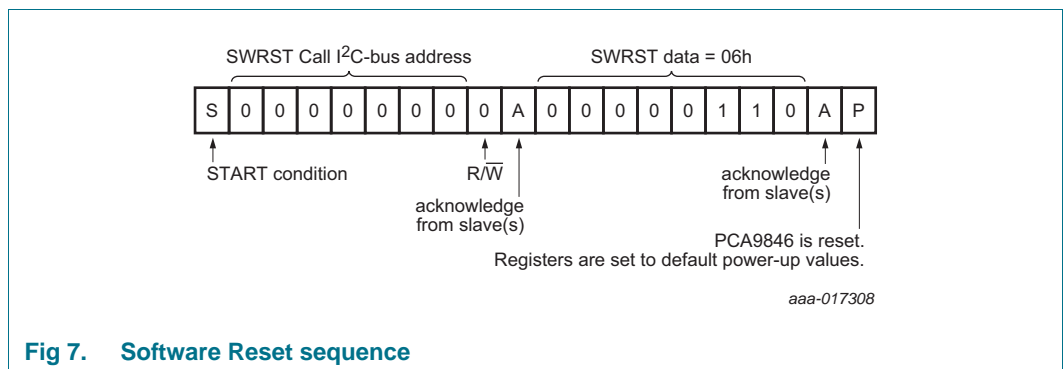 SWRST Call I2C-bus address SWRST data = 06h
S 0 0 0 0 0 0 0 0 A 0 0 0 0 0 1 1 0 A P
START condition R/W acknowledge
from slave(s)
acknowledge
from slave(s)
PCA9846 is reset.
Registers are set to default power-up values.
aaa-017308
Fig 7. Software Reset sequence